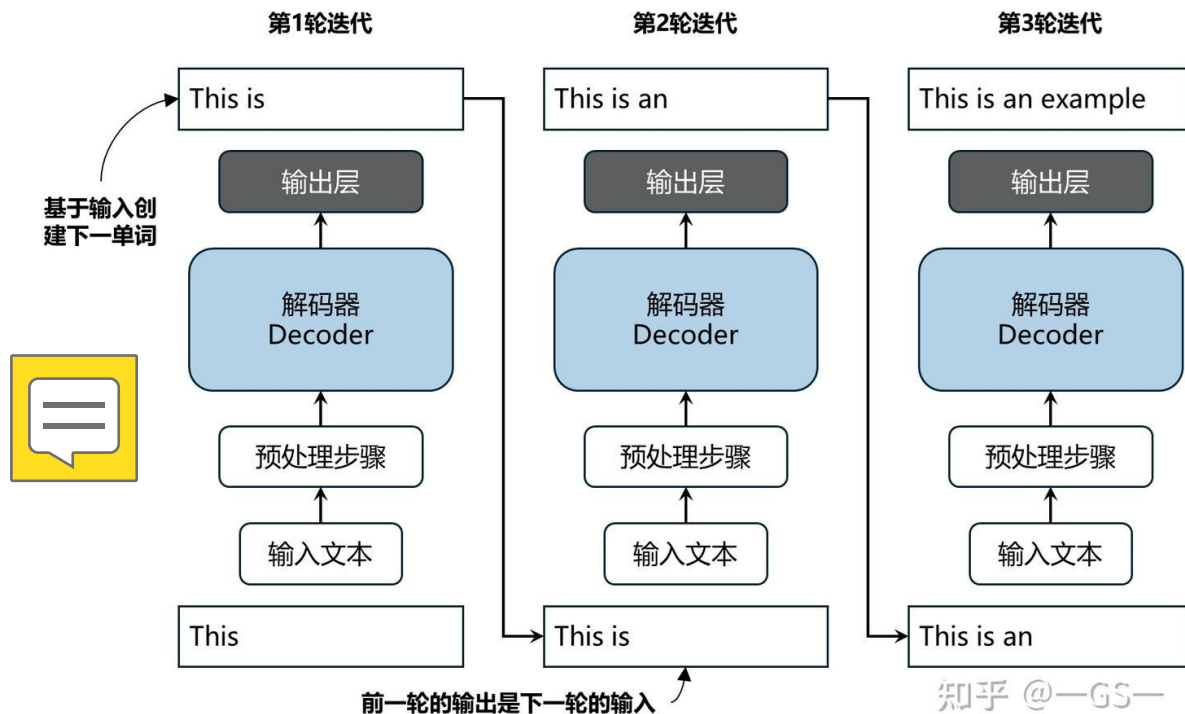 第1轮迭代
第2轮迭代
第3轮迭代
This is
This is an
This is an example
输出层
输出层
输出层
基于输入创
建下一单词
解码器
Decoder
解码器
Decoder
解码器
Decoder
预处理步骤
预处理步骤
预处理步骤
输入文本
输入文本
输入文本
This
This is
This is an
前一轮的输出是下一轮的输入
知乎 @一GS一